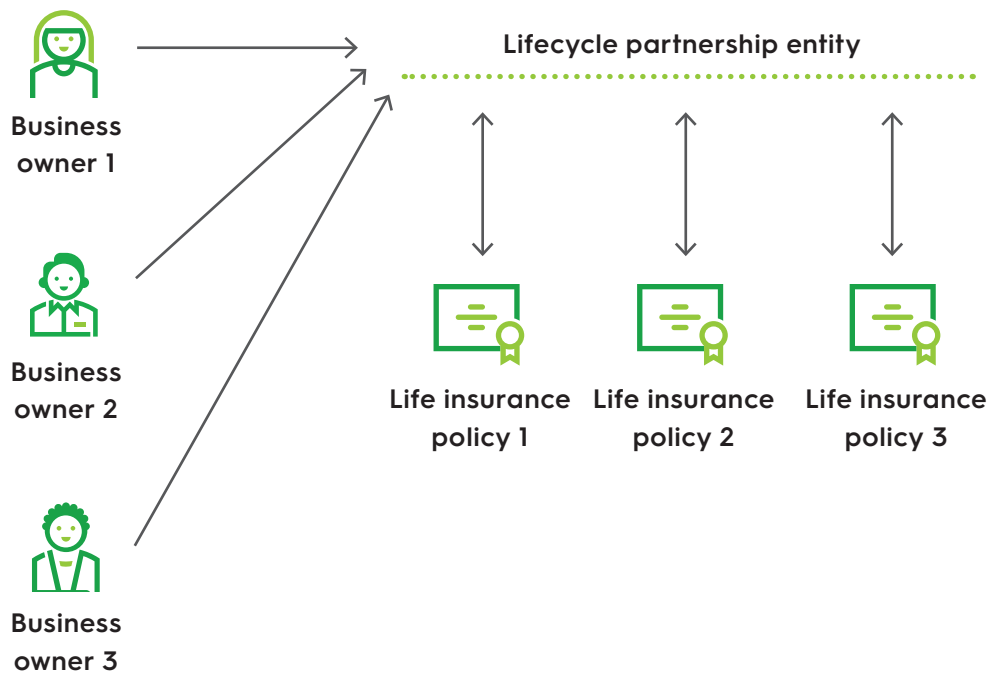 Lifecycle partnership entity
Business
owner 1
Business
owner 2
Life insurance
policy 1
Life insurance
policy 2
Life insurance
policy 3
Business
owner 3